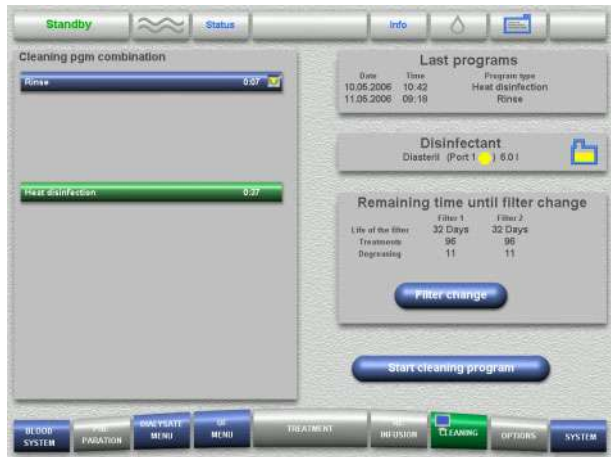 Standby
Status
Info
Cleaning pgm combination
Rinse 0:07
Heat disinfection 0:37
Last programs
Date Time Program type
10.05.2006 10:42 Heat disinfection
11.05.2006 09:18 Rinse
Disinfectant
Diasteril (Port 1 ) 6.0 l
Remaining time until filter change
Filter 1 Filter 2
Life of the filter 32 Days 32 Days
Treatments 96 96
Degreasing 11 11
Filter change
Start cleaning program
BLOOD SYSTEM
PARATION
DIALYSATE MENU
MENU
TREATMENT
INFUSION
CLEANING
OPTIONS
SYSTEM